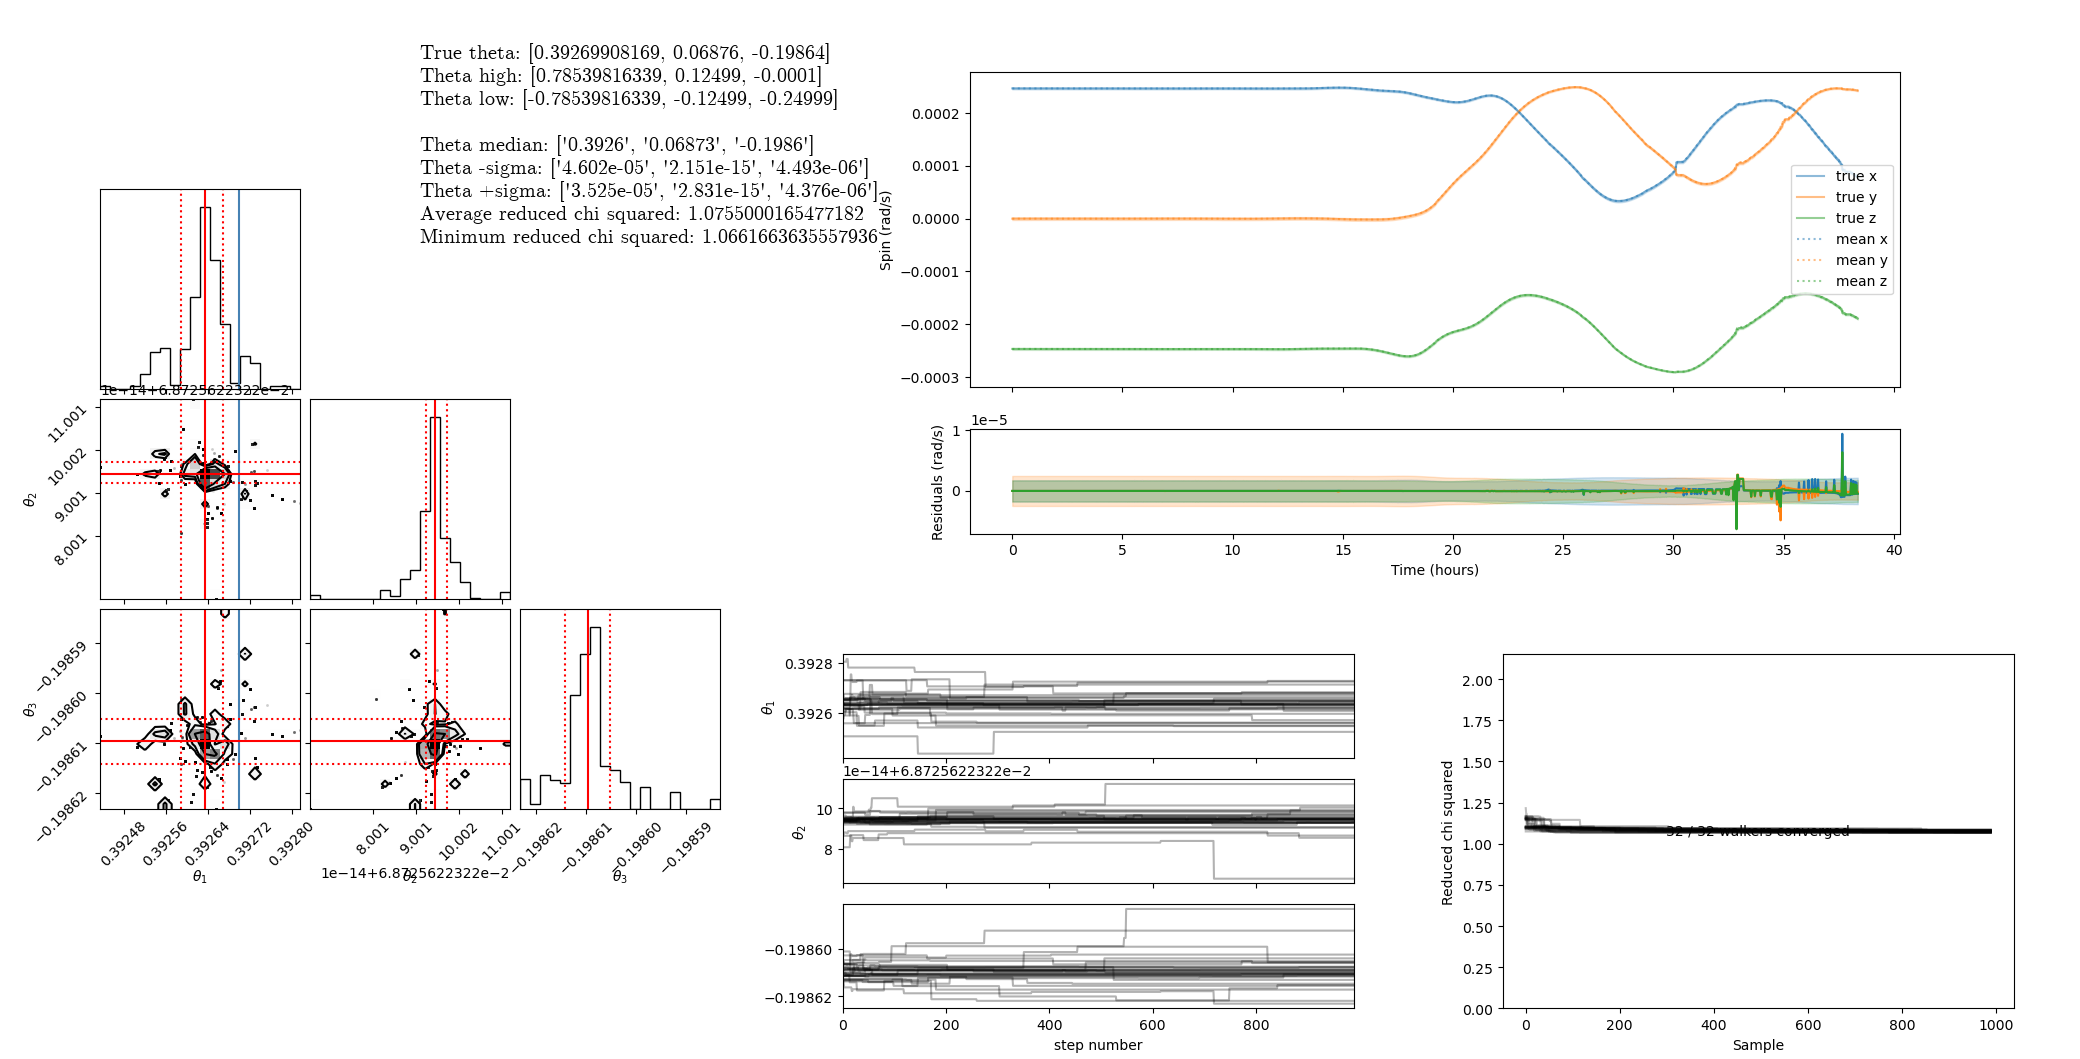 True theta: [0.39269908169, 0.06876, -0.19864]
Theta high: [0.78539816339, 0.12499, -0.0001]
Theta low: [-0.78539816339, -0.12499, -0.24999]
Theta median: ['0.3926', '0.06873', '-0.1986']
Theta -sigma: ['4.602e-05', '2.151e-15', '4.493e-06']
Theta +sigma: ['3.525e-05', '2.831e-15', '4.376e-06']
Average reduced chi squared: 1.0755000165477182
Minimum reduced chi squared: 1.0661663635557936
1e−14+6.8725622322e−2
11.001
10.002
9.001
8.001
θ2
−0.19859
−0.19860
−0.19861
−0.19862
θ3
0.39248 0.39256 0.39264 0.39272 0.39280
θ1
8.001 9.001 10.002 11.001
1e−14+6.8725622322e−2
θ2
−0.19862 −0.19861 −0.19860 −0.19859
θ3
Spin (rad/s)
0.0002
0.0001
0.0000
−0.0001
−0.0002
−0.0003
true x
true y
true z
mean x
mean y
mean z
1e−5
1
0
Residuals (rad/s)
0 5 10 15 20 25 30 35 40
Time (hours)
0.3928
0.3926
θ1
1e−14+6.8725622322e−2
10
8
θ2
−0.19860
−0.19862
0 200 400 600 800
step number
2.00
1.75
1.50
1.25
1.00
0.75
0.50
0.25
0.00
Reduced chi squared
32 / 32 walkers converged
0 200 400 600 800 1000
Sample